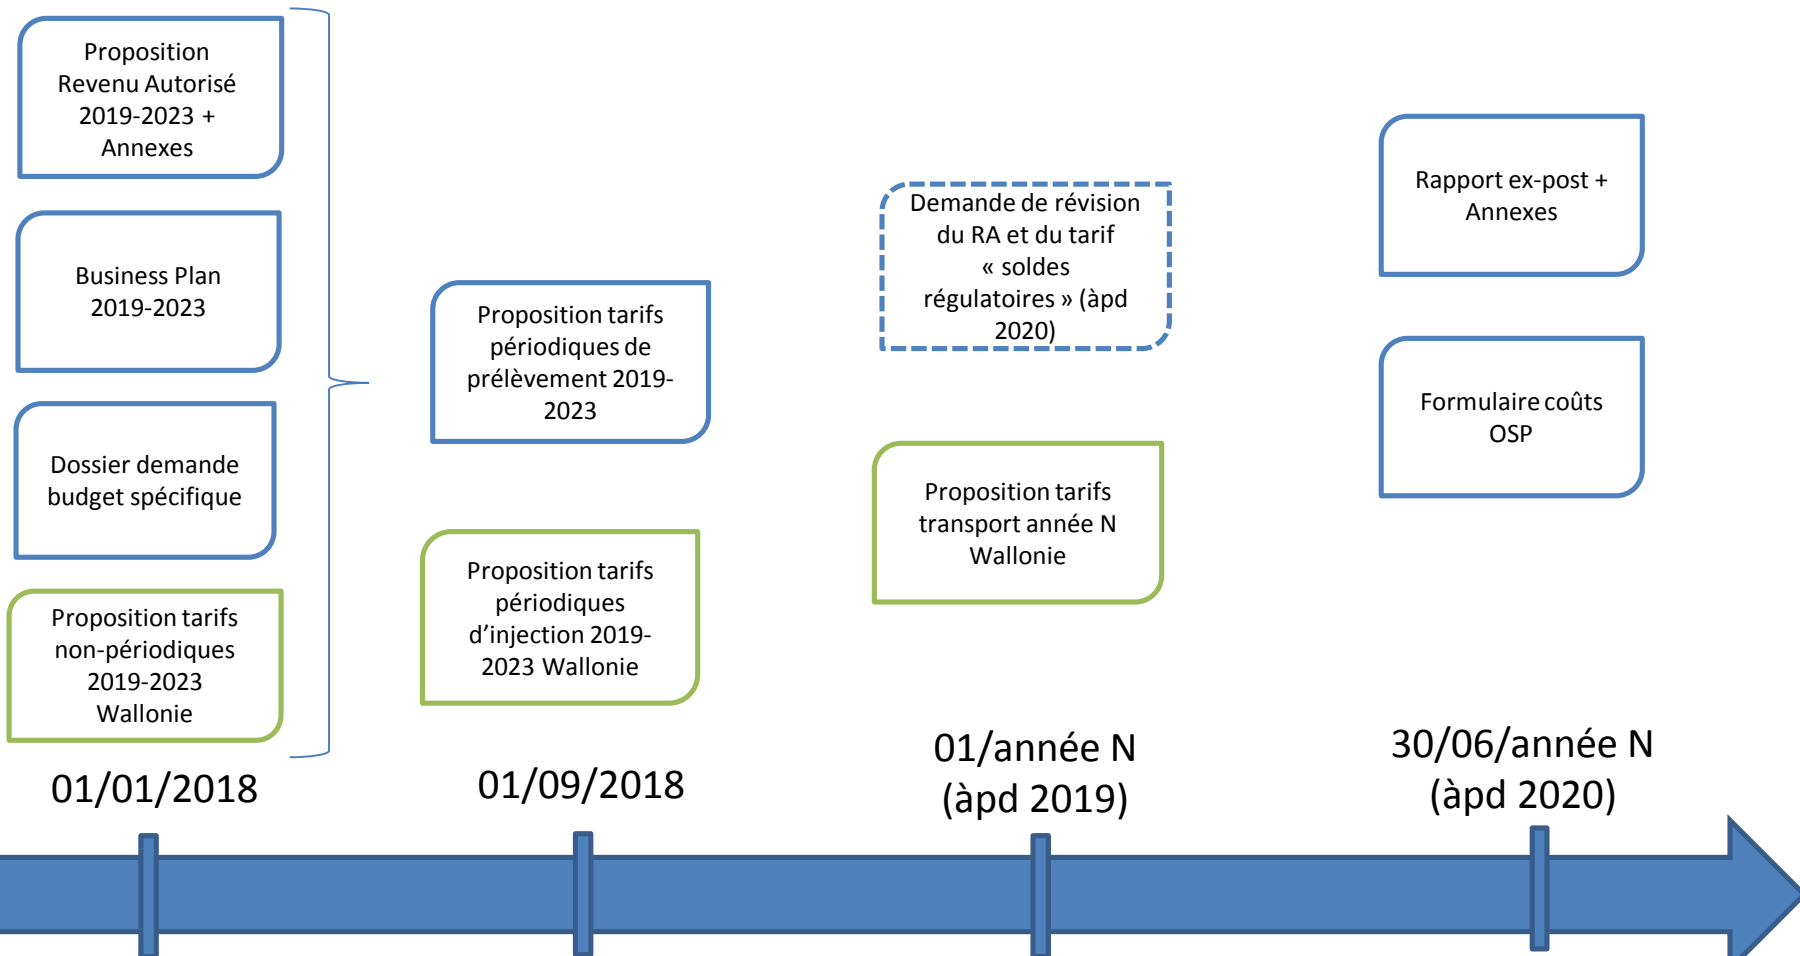 Proposition
Revenu Autorisé
2019-2023 +
Annexes
Business Plan
2019-2023
Dossier demande
budget spécifique
Proposition tarifs
non-périodiques
2019-2023
Wallonie
01/01/2018
Proposition tarifs
périodiques de
prélèvement 2019-
2023
Proposition tarifs
périodiques
d’injection 2019-
2023 Wallonie
01/09/2018
Demande de révision
du RA et du tarif
« soldes
régulatoires » (àpd
2020)
Proposition tarifs
transport année N
Wallonie
01/année N
(àpd 2019)
Rapport ex-post +
Annexes
Formulaire coûts
OSP
30/06/année N
(àpd 2020)